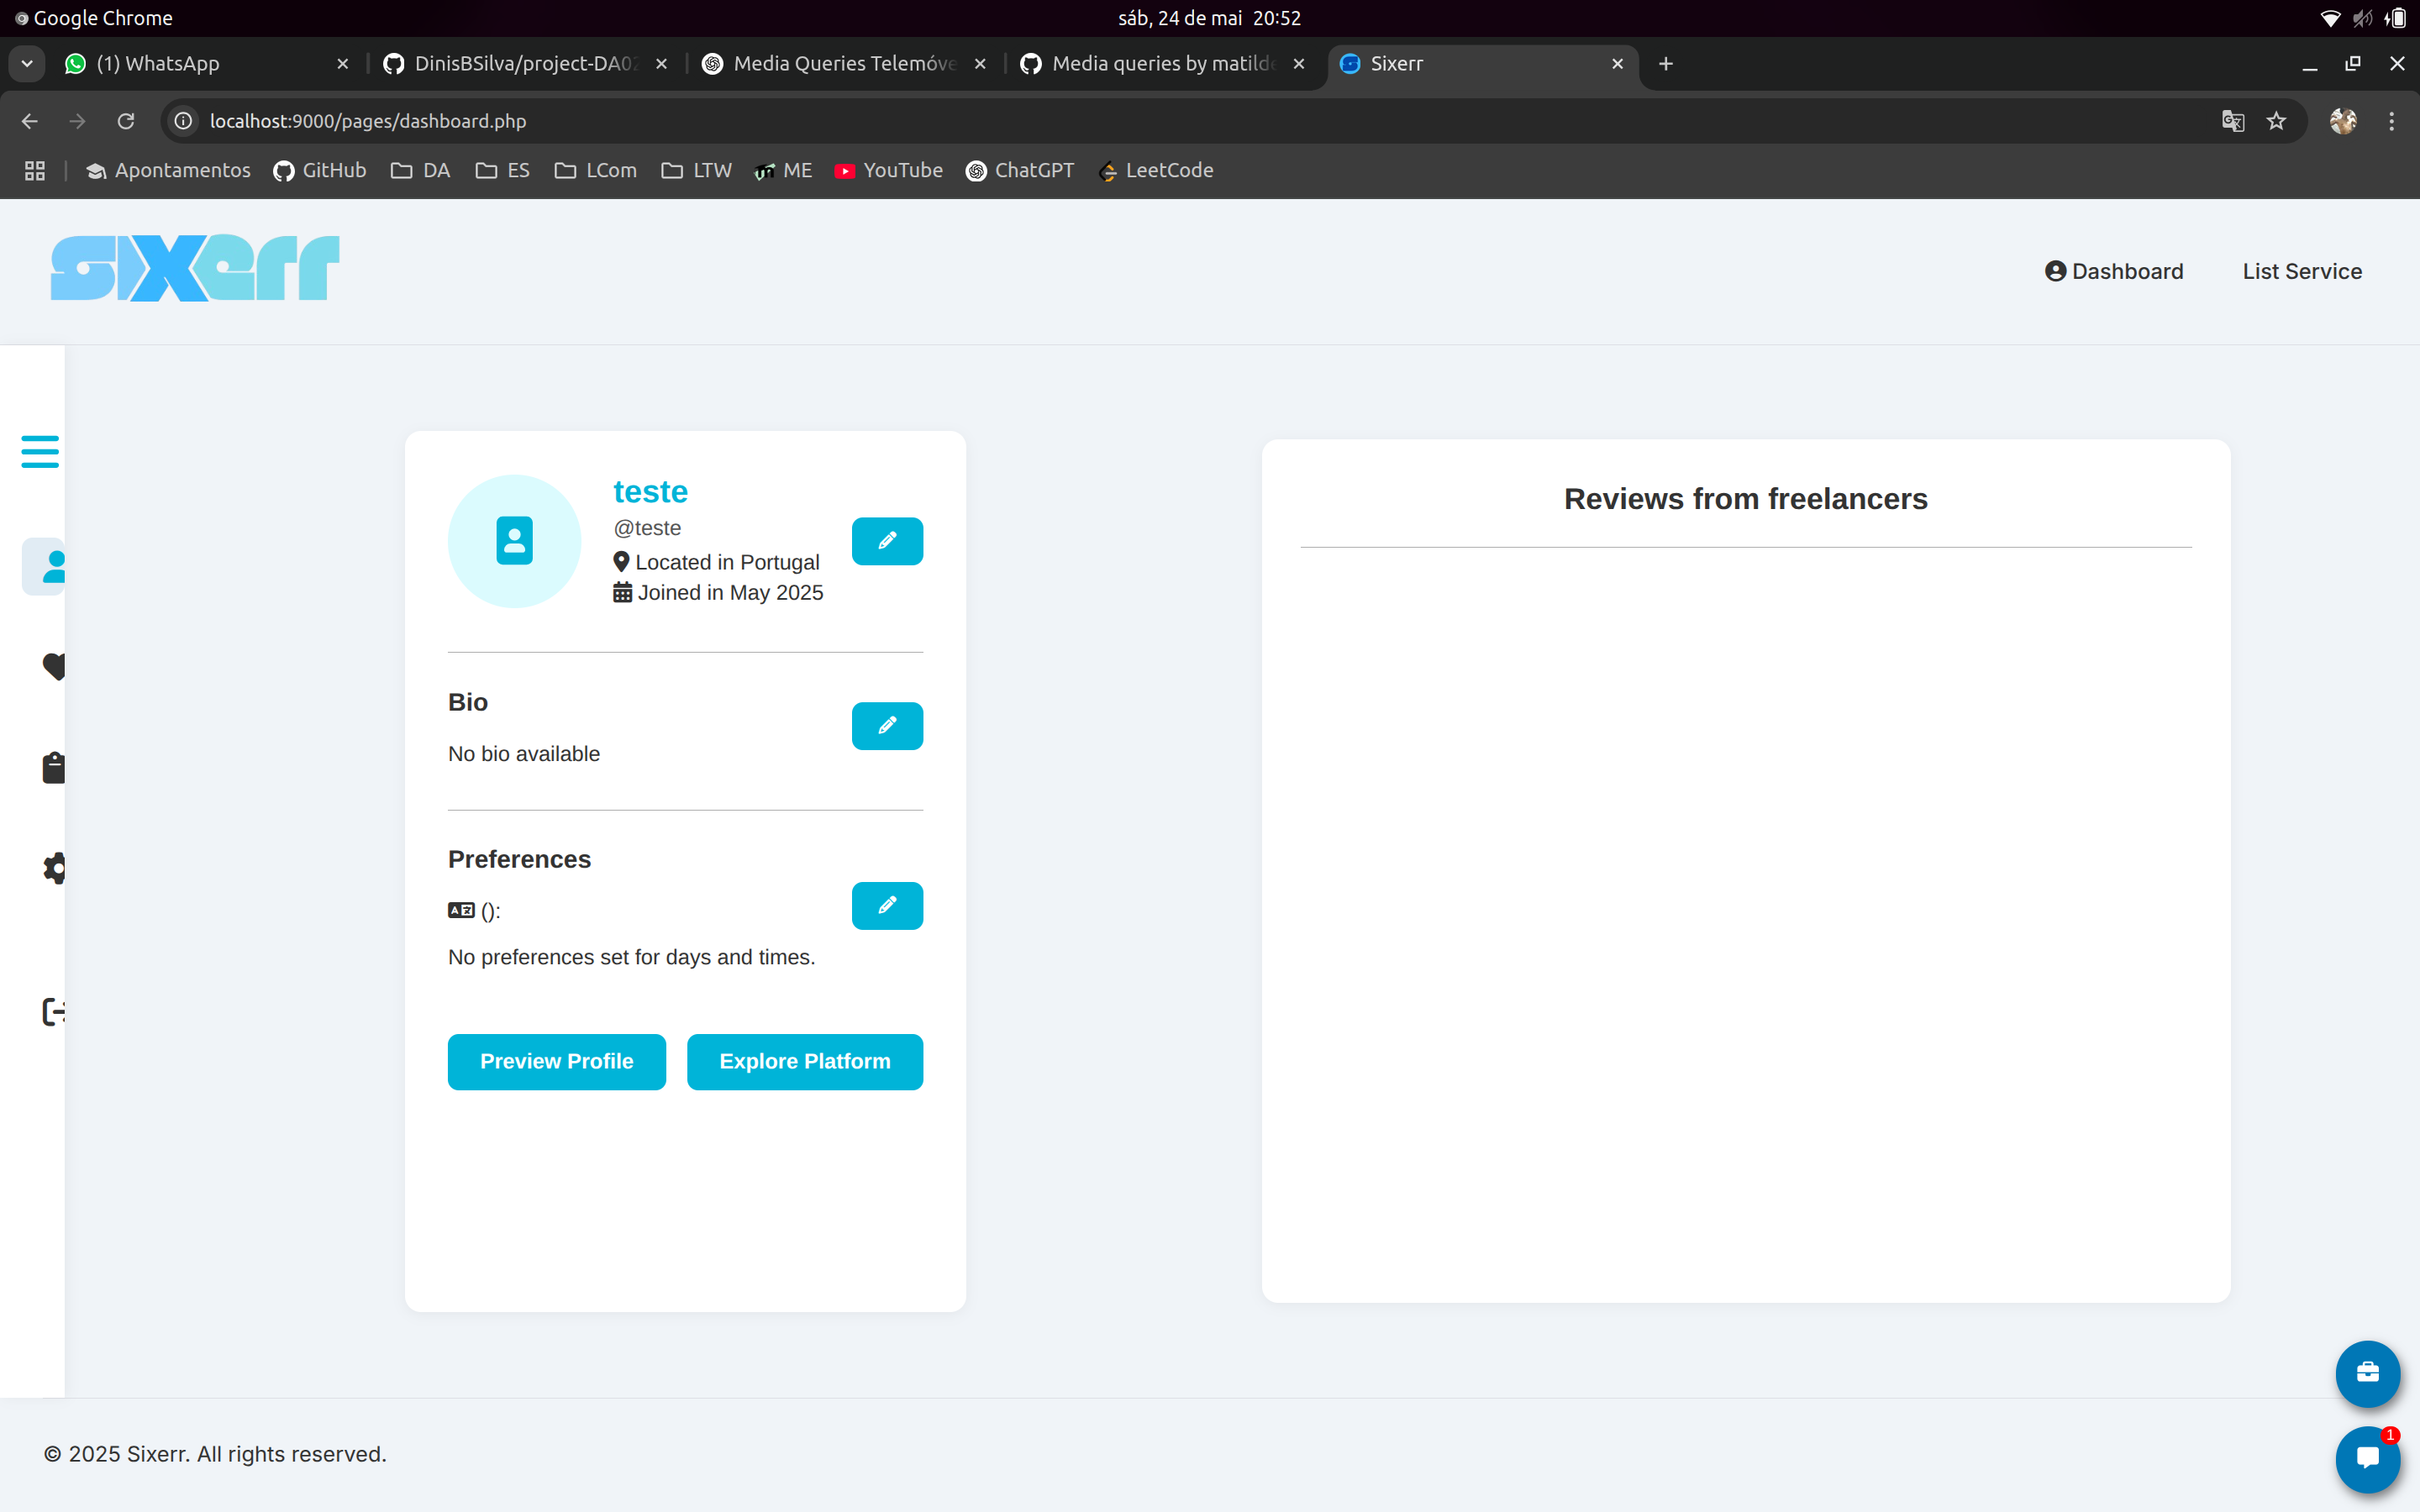 Google Chrome
sáb, 24 de mai 20:52
(1) WhatsApp
DinisBSilva/project-DA02
Media Queries Telemóve
Media queries by matilde
Sixerr
localhost:9000/pages/dashboard.php
Apontamentos
GitHub
DA
ES
LCom
LTW
ME
YouTube
ChatGPT
LeetCode
sixerr
Dashboard
List Service
teste
@teste
Located in Portugal
Joined in May 2025
Bio
No bio available
Preferences
():
No preferences set for days and times.
Preview Profile
Explore Platform
Reviews from freelancers
© 2025 Sixerr. All rights reserved.
1